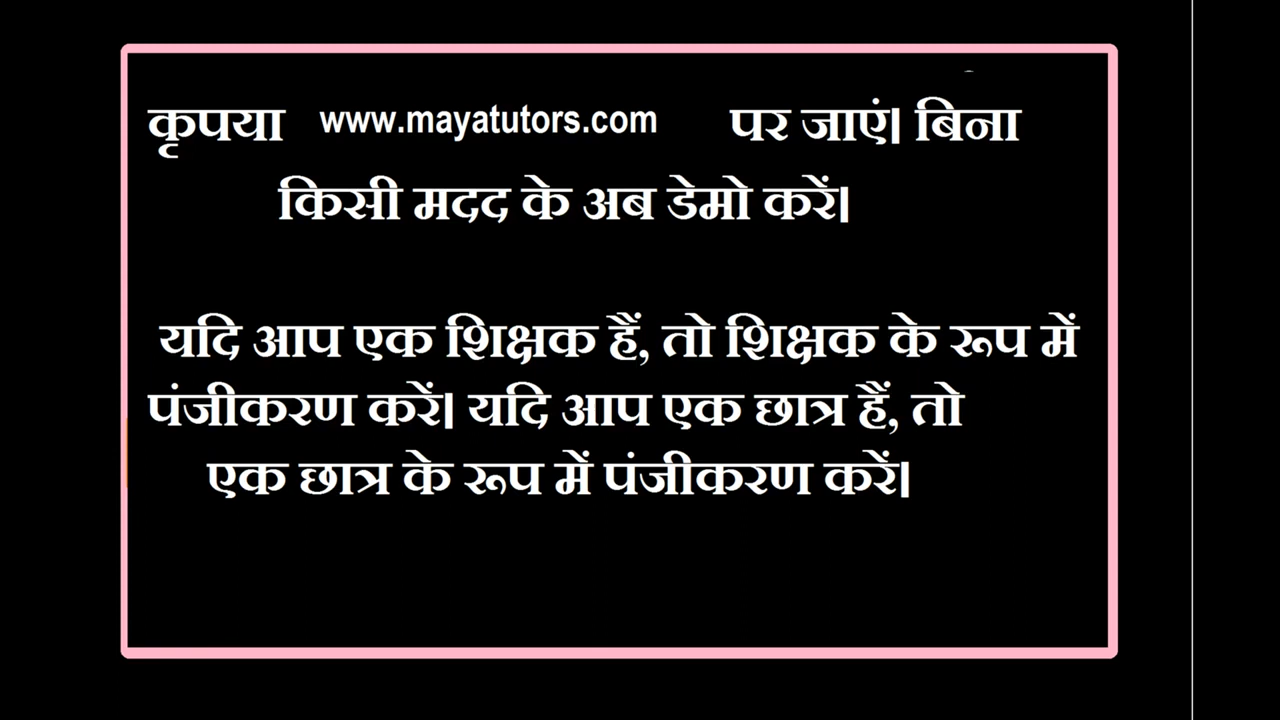 कृपया www.mayatutors.com पर जाएं। बिना
किसी मदद के अब डेमो करें।
यदि आप एक शिक्षक हैं, तो शिक्षक के रूप में
पंजीकरण करें। यदि आप एक छात्र हैं, तो
एक छात्र के रूप में पंजीकरण करें।